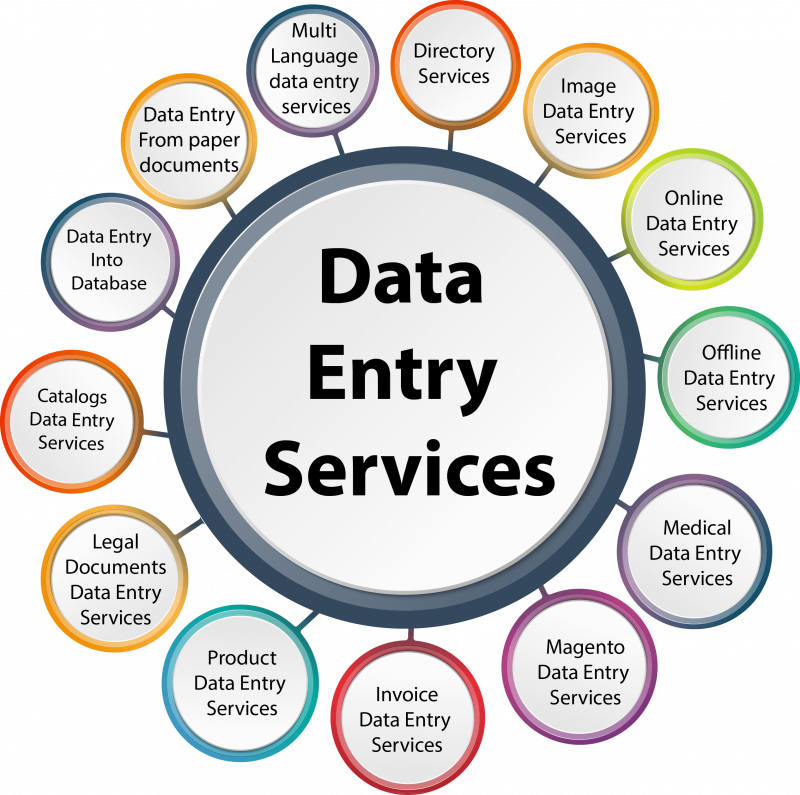 Data
Entry
Services
Multi
Language
data entry
services
Directory
Services
Image
Data Entry
Services
Online
Data Entry
Services
Offline
Data Entry
Services
Medical
Data Entry
Services
Magento
Data Entry
Services
Invoice
Data Entry
Services
Product
Data Entry
Services
Legal
Documents
Data Entry
Services
Catalogs
Data Entry
Services
Data Entry
Into
Database
Data Entry
From paper
documents